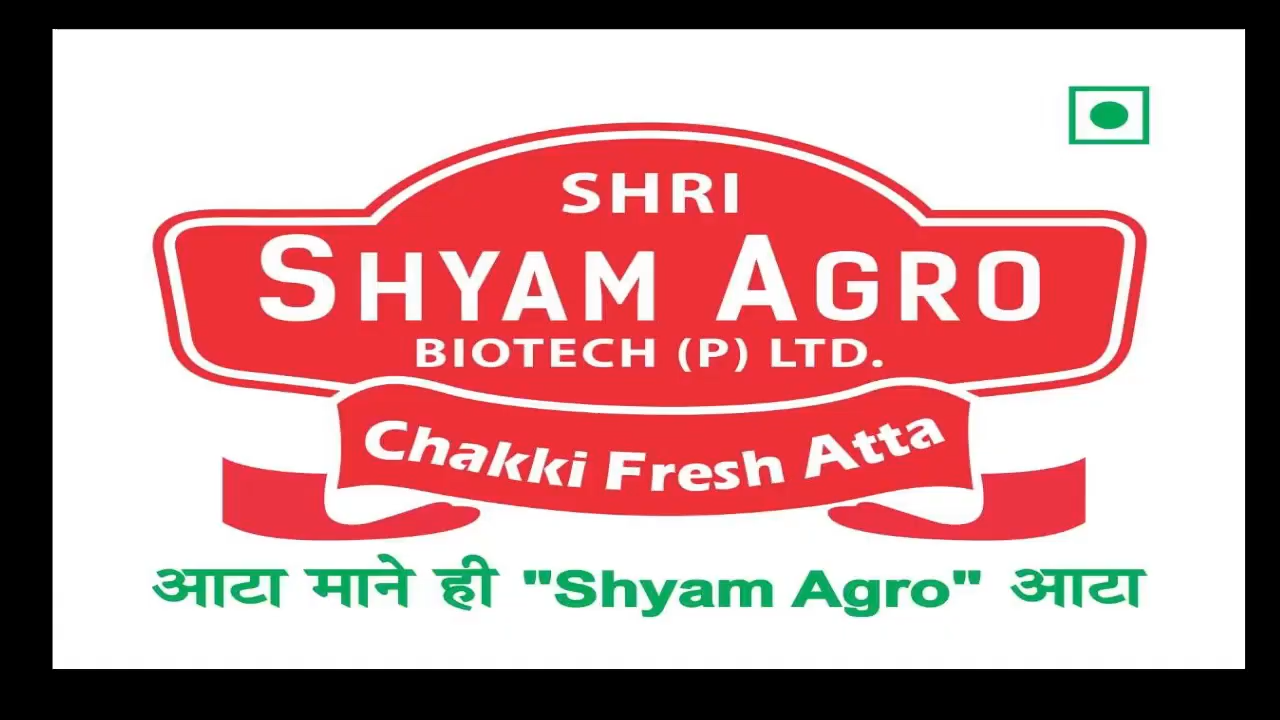 SHRI
SHYAM AGRO
BIOTECH (P) LTD.
Chakki Fresh Atta
आटा माने ही "Shyam Agro" आटा